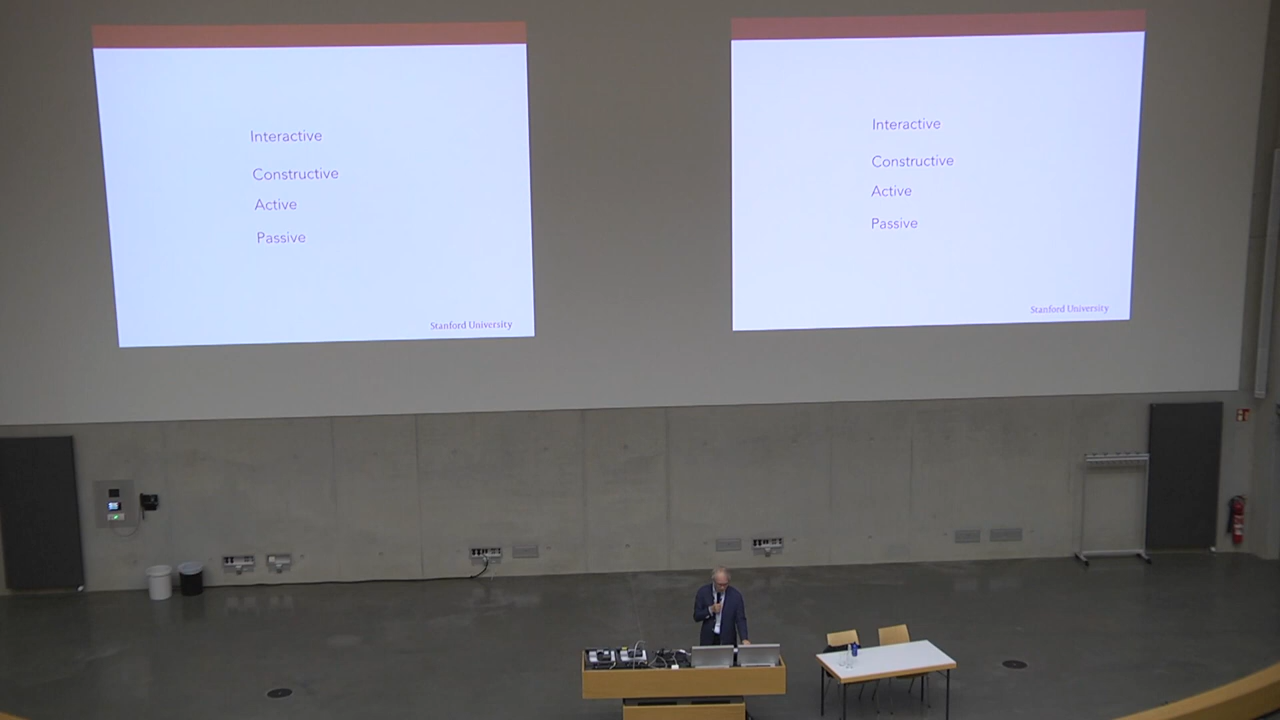 Interactive
Constructive
Active
Passive
Stanford University
Interactive
Constructive
Active
Passive
Stanford University